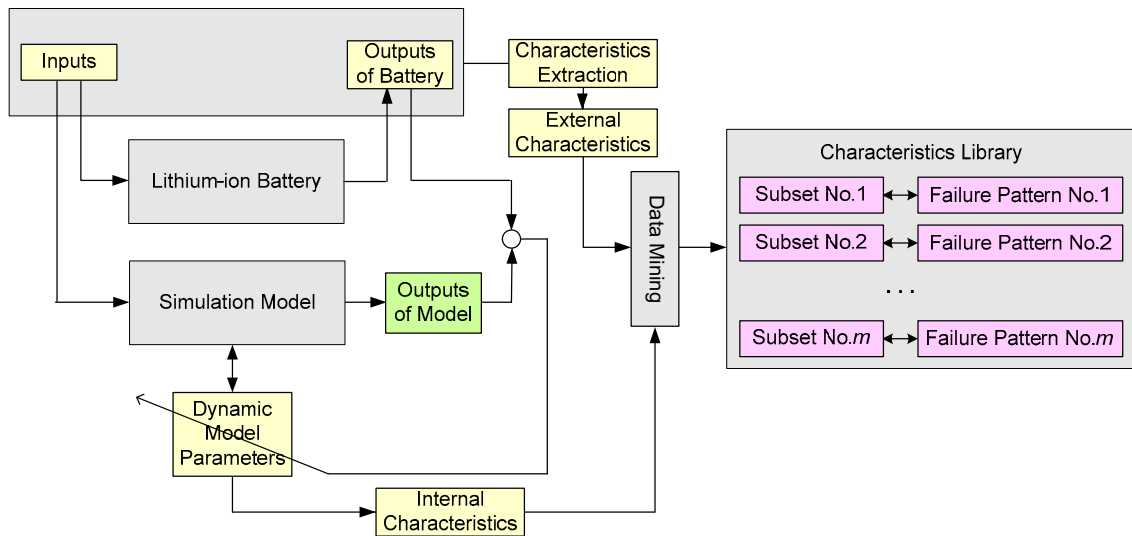 Inputs
Outputs
of Battery
Characteristics
Extraction
External
Characteristics
Lithium-ion Battery
Simulation Model
Outputs
of Model
Dynamic
Model
Parameters
Internal
Characteristics
Data Mining
Characteristics Library
Subset No.1
Failure Pattern No.1
Subset No.2
Failure Pattern No.2
...
Subset No.m
Failure Pattern No.m